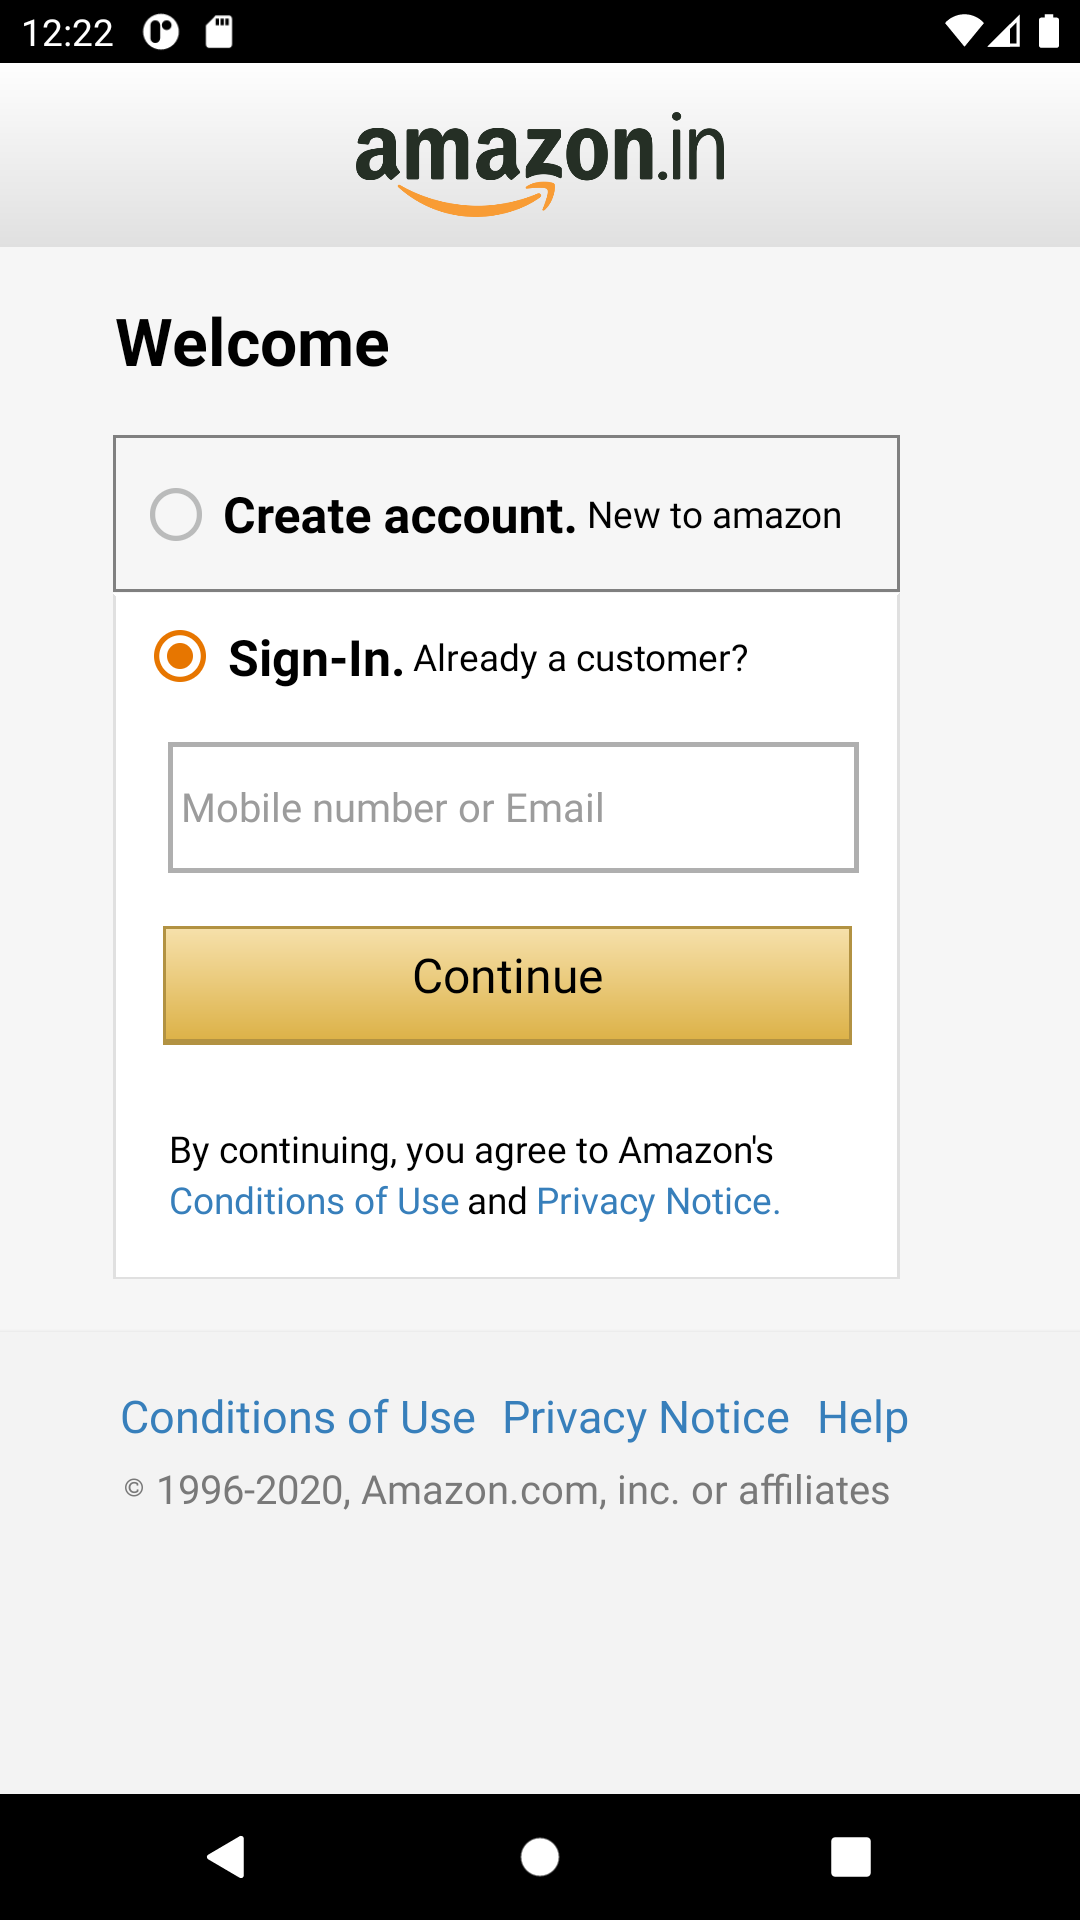 12:22
amazon.in
Welcome
Create account. New to amazon
Sign-In. Already a customer?
Mobile number or Email
Continue
By continuing, you agree to Amazon's
Conditions of Use and Privacy Notice.
Conditions of Use Privacy Notice Help
© 1996-2020, Amazon.com, inc. or affiliates